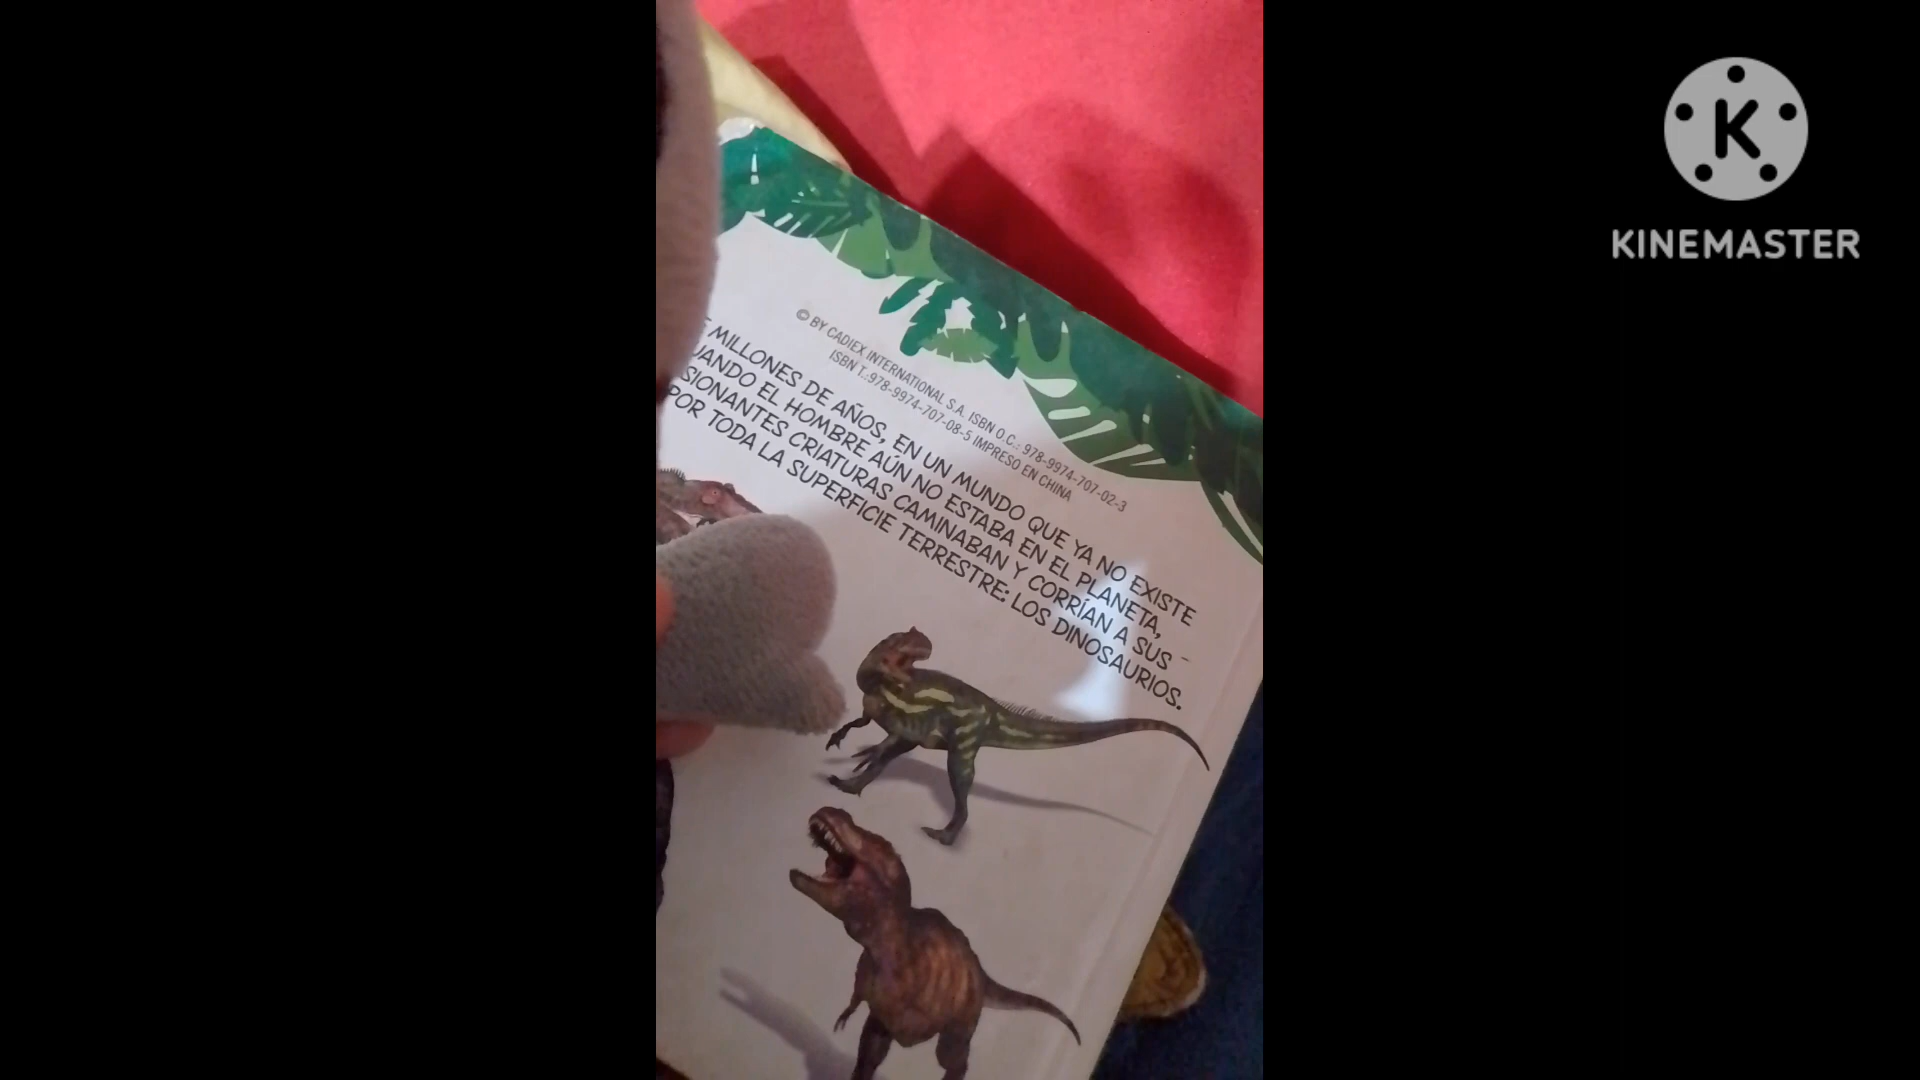 © BY CADIEX INTERNATIONAL S.A. ISBN O.C.: 978-9974-707-02-3
ISBN T.:978-9974-707-08-5 IMPRESO EN CHINA
MILLONES DE AÑOS, EN UN MUNDO QUE YA NO EXISTE
UANDO EL HOMBRE AÚN NO ESTABA EN EL PLANETA,
SIONANTES CRIATURAS CAMINABAN Y CORRÍAN A SUS
POR TODA LA SUPERFICIE TERRESTRE: LOS DINOSAURIOS.
K
KINEMASTER